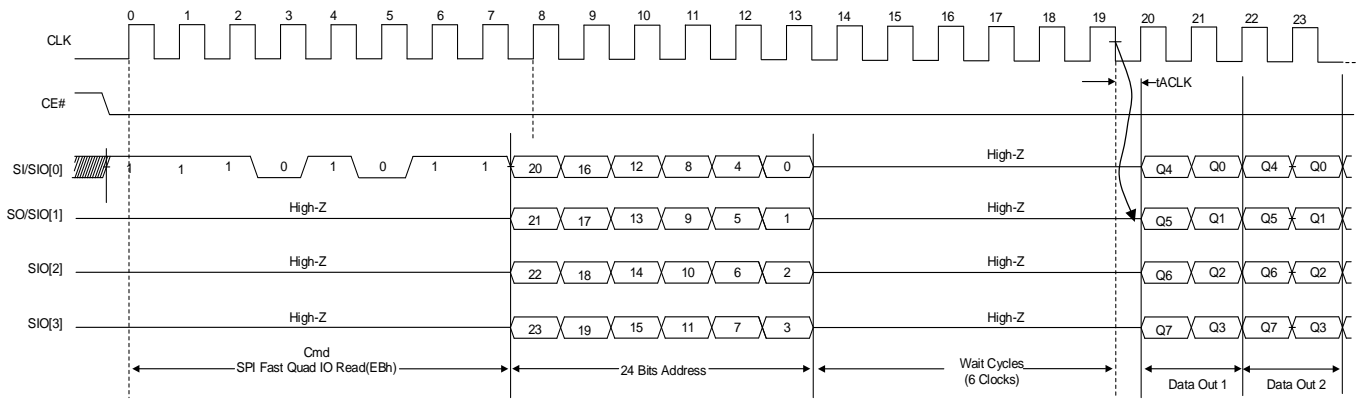 0 1 2 3 4 5 6 7 8 9 10 11 12 13 14 15 16 17 18 19 20 21 22 23
CLK
tACLK
CE#
SI/SIO[0] 1 1 1 0 1 0 1 1 20 16 12 8 4 0 High-Z Q4 Q0 Q4 Q0
SO/SIO[1] High-Z 21 17 13 9 5 1 High-Z Q5 Q1 Q5 Q1
SIO[2] High-Z 22 18 14 10 6 2 High-Z Q6 Q2 Q6 Q2
SIO[3] High-Z 23 19 15 11 7 3 High-Z Q7 Q3 Q7 Q3
Cmd
SPI Fast Quad IO Read(EBh)
24 Bits Address
Wait Cycles
(6 Clocks)
Data Out 1
Data Out 2